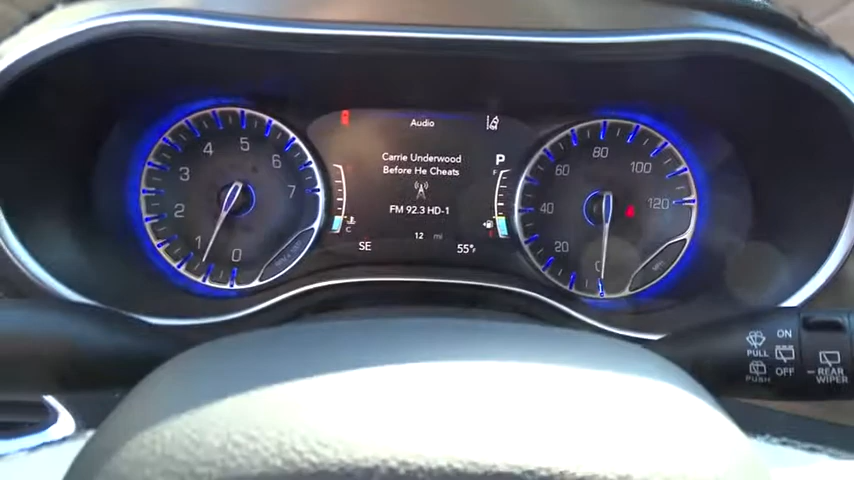 Audio
Carrie Underwood
Before He Cheats
FM 92.3 HD-1
12 mi
SE
55°F
P
F
C
0
1
2
3
4
5
6
7
0
20
40
60
80
100
120
MPH
PULL
PUSH
ON
OFF
REAR
WIPER